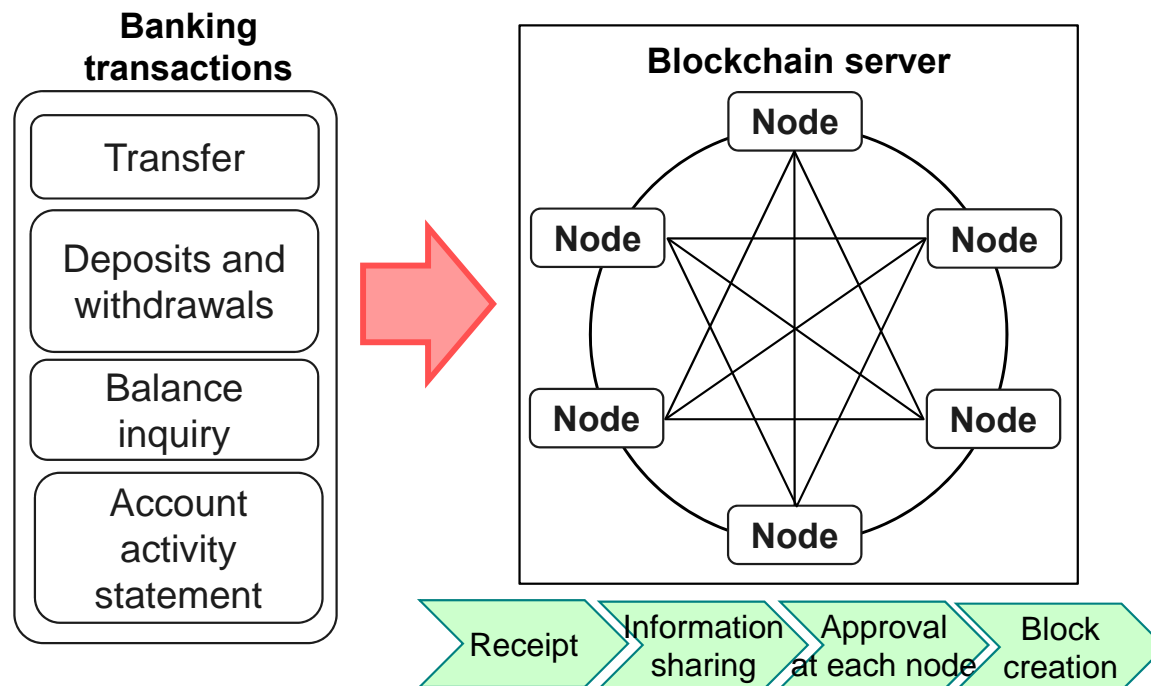 Banking
transactions
Transfer
Deposits and
withdrawals
Balance
inquiry
Account
activity
statement
Blockchain server
Node
Node
Node
Node
Node
Node
Receipt
Information
sharing
Approval
at each node
Block
creation